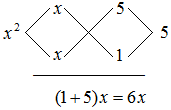 x 5
x² 5
x 1
(1+5)x=6x